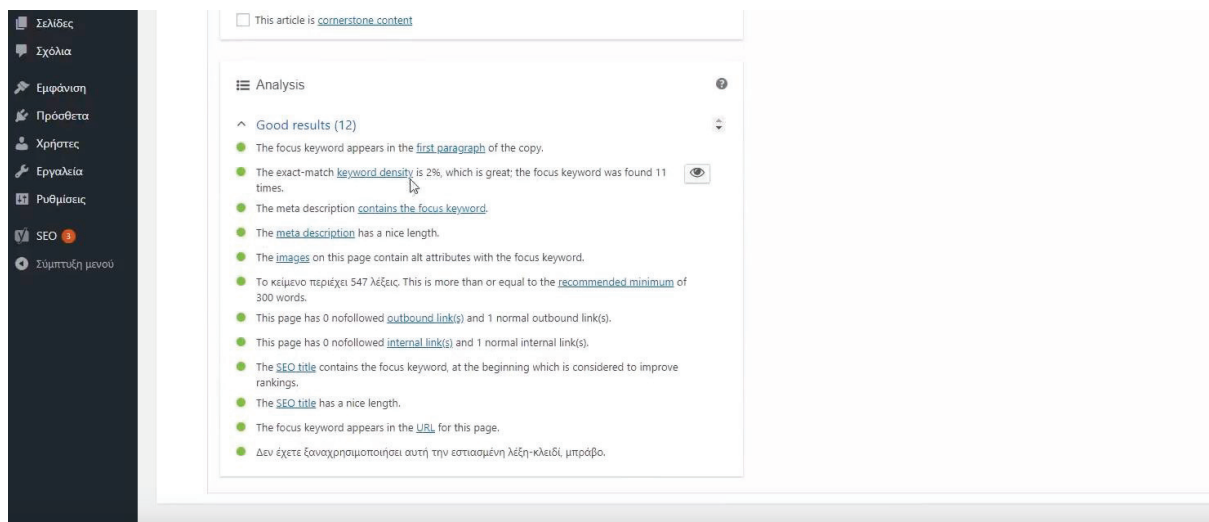 Σελίδες
Σχόλια
Εμφάνιση
Πρόσθετα
Χρήστες
Εργαλεία
Ρυθμίσεις
SEO 3
Σύμπτυξη μενού
This article is cornerstone content
Analysis
Good results (12)
The focus keyword appears in the first paragraph of the copy.
The exact-match keyword density is 2%, which is great; the focus keyword was found 11
times.
The meta description contains the focus keyword.
The meta description has a nice length.
The images on this page contain alt attributes with the focus keyword.
Το κείμενο περιέχει 547 λέξεις. This is more than or equal to the recommended minimum of
300 words.
This page has 0 nofollowed outbound link(s) and 1 normal outbound link(s).
This page has 0 nofollowed internal link(s) and 1 normal internal link(s).
The SEO title contains the focus keyword, at the beginning which is considered to improve
rankings.
The SEO title has a nice length.
The focus keyword appears in the URL for this page.
Δεν έχετε ξαναχρησιμοποιήσει αυτή την εστιασμένη λέξη-κλειδί, μπράβο.